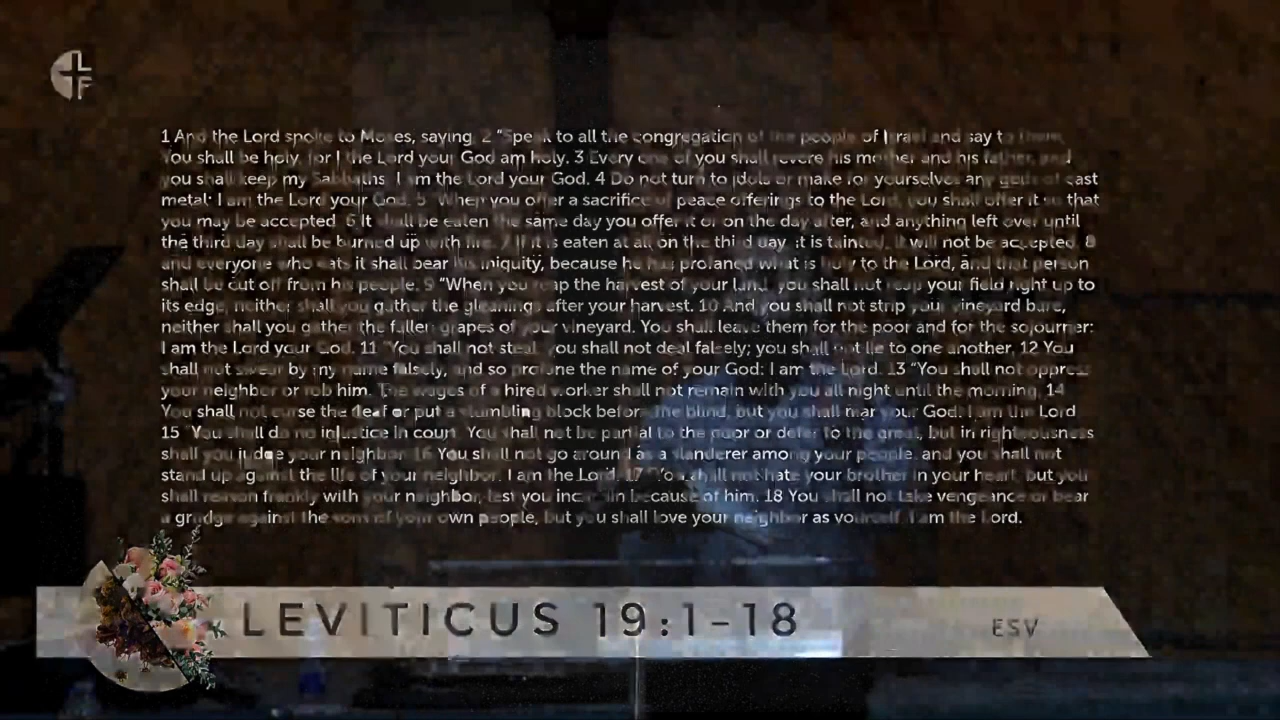 1 And the Lord spoke to Moses, saying, 2 "Speak to all the congregation of the people of Israel and say to them,
You shall be holy, for I the Lord your God am holy. 3 Every one of you shall revere his mother and his father, and
you shall keep my Sabbaths: I am the Lord your God. 4 Do not turn to idols or make for yourselves any gods of cast
metal: I am the Lord your God. 5 "When you offer a sacrifice of peace offerings to the Lord, you shall offer it so that
you may be accepted. 6 It shall be eaten the same day you offer it or on the day after, and anything left over until
the third day shall be burned up with fire. 7 If it is eaten at all on the third day, it is tainted; it will not be accepted, 8
and everyone who eats it shall bear his iniquity, because he has profaned what is holy to the Lord, and that person
shall be cut off from his people. 9 "When you reap the harvest of your land, you shall not reap your field right up to
its edge, neither shall you gather the gleanings after your harvest. 10 And you shall not strip your vineyard bare,
neither shall you gather the fallen grapes of your vineyard. You shall leave them for the poor and for the sojourner:
I am the Lord your God. 11 "You shall not steal; you shall not deal falsely; you shall not lie to one another. 12 You
shall not swear by my name falsely, and so profane the name of your God: I am the Lord. 13 "You shall not oppress
your neighbor or rob him. The wages of a hired worker shall not remain with you all night until the morning. 14
You shall not curse the deaf or put a stumbling block before the blind, but you shall fear your God: I am the Lord.
15 "You shall do no injustice in court. You shall not be partial to the poor or defer to the great, but in righteousness
shall you judge your neighbor. 16 You shall not go around as a slanderer among your people, and you shall not
stand up against the life of your neighbor: I am the Lord. 17 "You shall not hate your brother in your heart, but you
shall reason frankly with your neighbor, lest you incur sin because of him. 18 You shall not take vengeance or bear
a grudge against the sons of your own people, but you shall love your neighbor as yourself: I am the Lord.
LEVITICUS 19:1-18
ESV